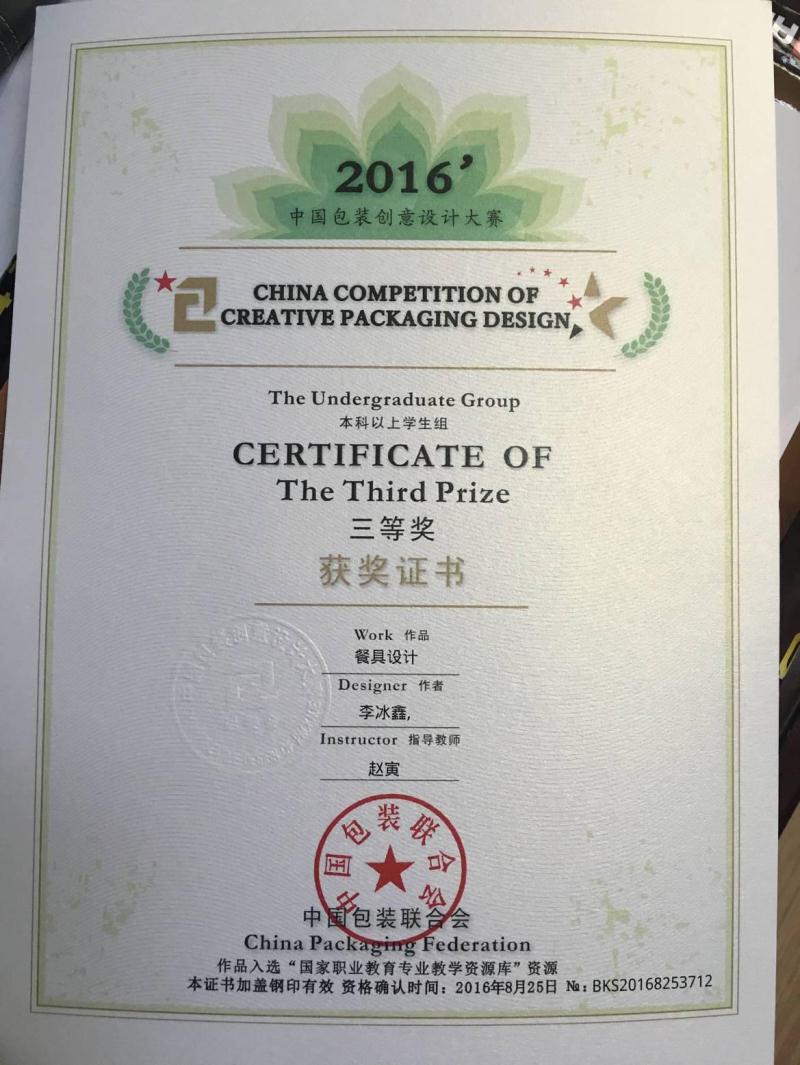 2016’
中国包装创意设计大赛
CHINA COMPETITION OF
CREATIVE PACKAGING DESIGN
The Undergraduate Group
本科以上学生组
CERTIFICATE OF
The Third Prize
三等奖
获奖证书
Work 作品
餐具设计
Designer 作者
李冰鑫,
Instructor 指导教师
赵寅
中国包装联合会
中国包装联合会
China Packaging Federation
作品入选“国家职业教育专业教学资源库”资源
本证书加盖钢印有效 资格确认时间：2016年8月25日 №：BKS20168253712